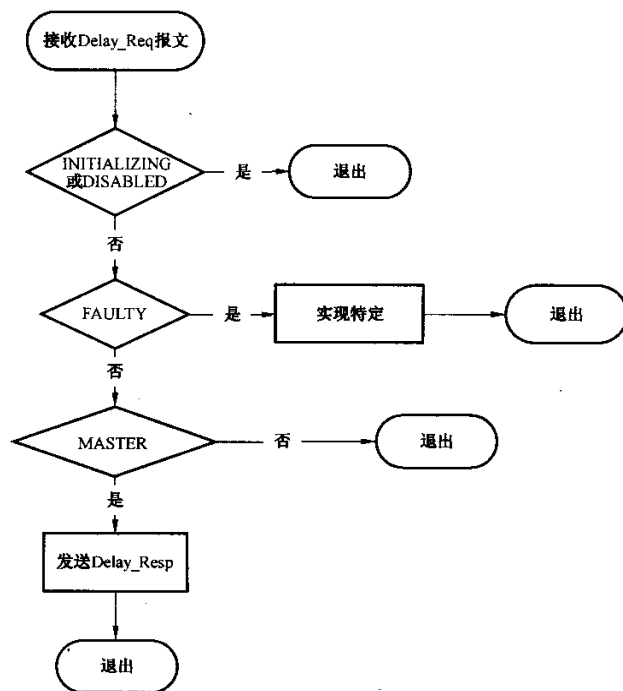 接收Delay_Req报文
INITIALIZING
或DISABLED
是
退出
否
FAULTY
是
实现特定
退出
否
MASTER
否
退出
是
发送Delay_Resp
退出